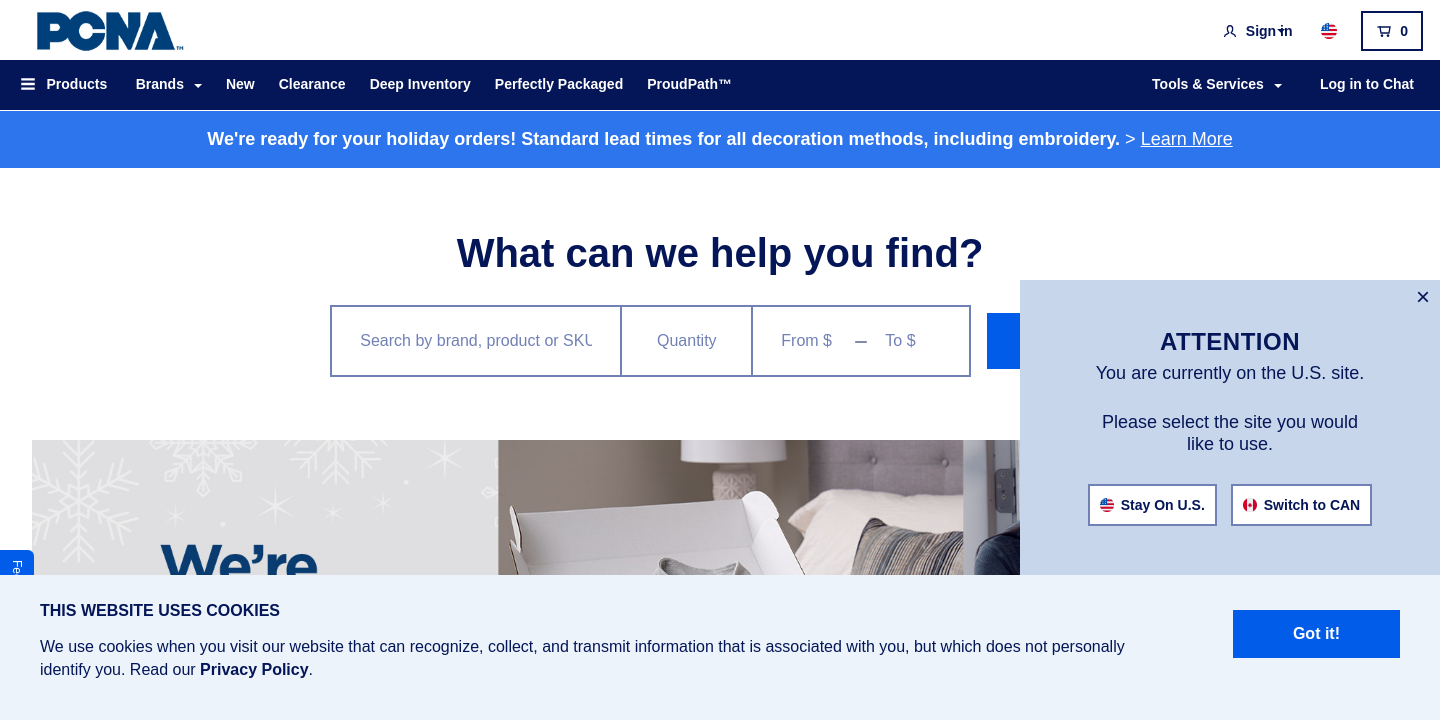 PCNA™
Sign in
0
Products
Brands
New
Clearance
Deep Inventory
Perfectly Packaged
ProudPath™
Tools & Services
Log in to Chat
We're ready for your holiday orders! Standard lead times for all decoration methods, including embroidery. > Learn More
What can we help you find?
Search by brand, product or SKU
Quantity
From $
To $
ATTENTION
You are currently on the U.S. site.
Please select the site you would
like to use.
Stay On U.S.
Switch to CAN
We're
THIS WEBSITE USES COOKIES
We use cookies when you visit our website that can recognize, collect, and transmit information that is associated with you, but which does not personally
identify you. Read our Privacy Policy.
Got it!